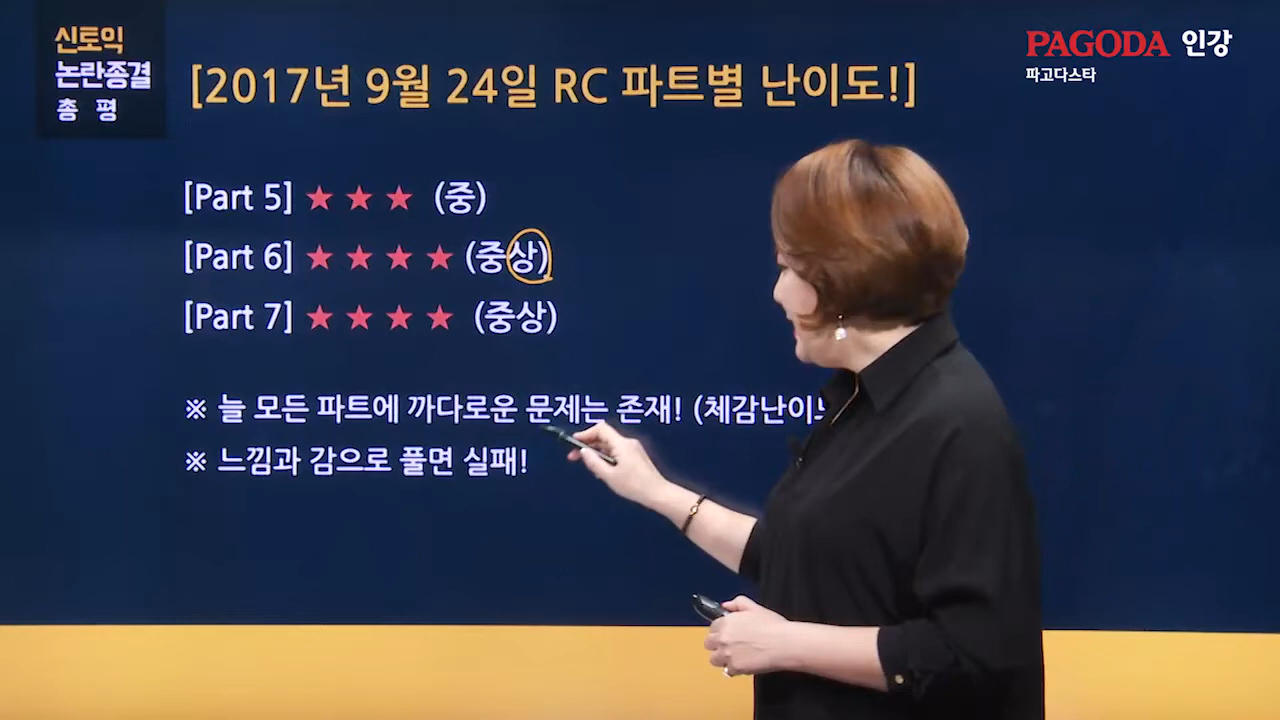 신토익
논란종결
총 평
[2017년 9월 24일 RC 파트별 난이도!]
PAGODA 인강
파고다스타
[Part 5] ★ ★ ★ (중)
[Part 6] ★ ★ ★ ★ (중상)
[Part 7] ★ ★ ★ ★ (중상)
※ 늘 모든 파트에 까다로운 문제는 존재! (체감난이
※ 느낌과 감으로 풀면 실패!